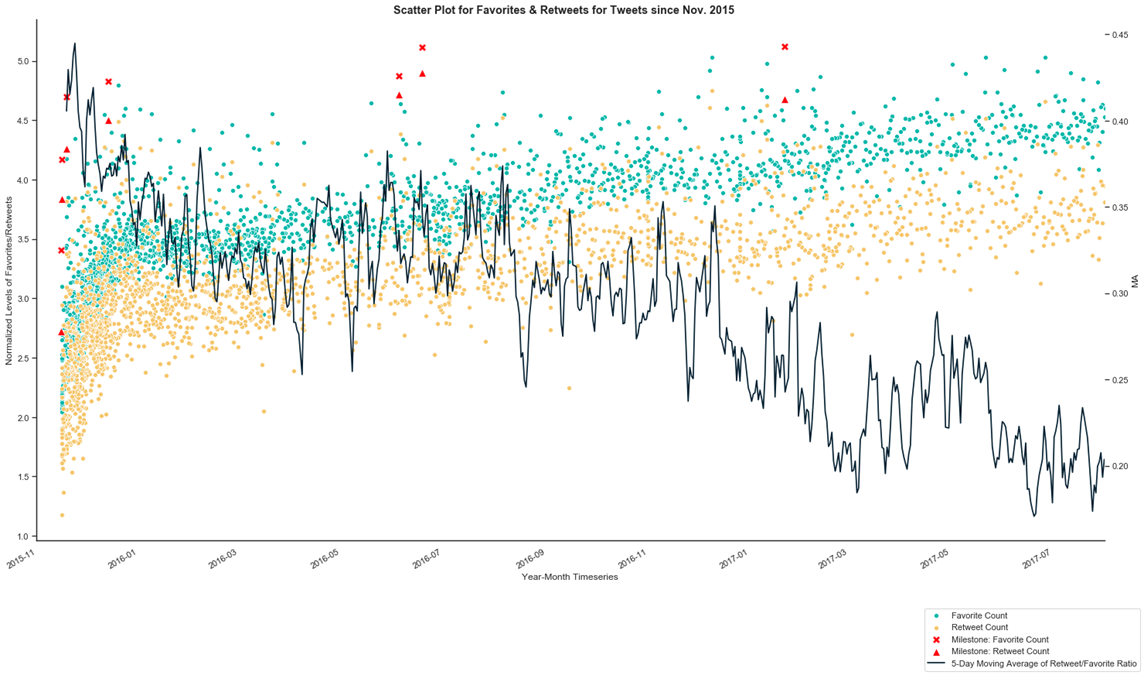 Scatter Plot for Favorites & Retweets for Tweets since Nov. 2015
Normalized Levels of Favorites/Retweets
5.0
4.5
4.0
3.5
3.0
2.5
2.0
1.5
1.0
0.45
0.40
0.35
0.30
0.25
0.20
MA
2015-11
2016-01
2016-03
2016-05
2016-07
2016-09
2016-11
2017-01
2017-03
2017-05
2017-07
Year-Month Timeseries
Favorite Count
Retweet Count
Milestone: Favorite Count
Milestone: Retweet Count
5-Day Moving Average of Retweet/Favorite Ratio